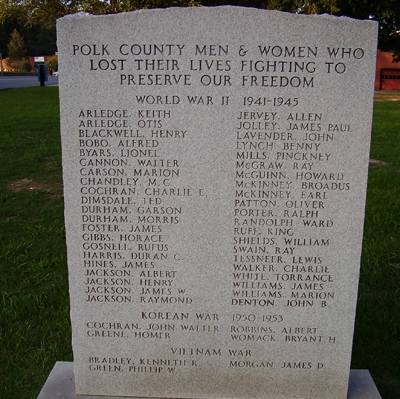 POLK COUNTY MEN & WOMEN WHO
LOST THEIR LIVES FIGHTING TO
PRESERVE OUR FREEDOM
WORLD WAR II 1941-1945
ARLEDGE, KEITH
ARLEDGE, OTIS
BLACKWELL, HENRY
BOBO, ALFRED
BYARS, LIONEL
CANNON, WALTER
CARSON, MARION
CHANDLEY, M. C.
COCHRAN, CHARLIE E.
DIMSDALE, TED
DURHAM, GARSON
DURHAM, MORRIS
FOSTER, JAMES
GIBBS, HORACE
GOSNELL, RUFUS
HARRIS, DURAN C.
HINES, JAMES
JACKSON, ALBERT
JACKSON, HENRY
JACKSON, JAMES W.
JACKSON, RAYMOND
JERVEY, ALLEN
JOLLEY, JAMES PAUL
LAVENDER, JOHN
LYNCH, BENNY
MILLS, PINCKNEY
McGRAW, RAY
McGUINN, HOWARD
McKINNEY, BROADUS
McKINNEY, EARL
PATTON, OLIVER
PORTER, RALPH
RANDOLPH, WARD
RUFF, KING
SHIELDS, WILLIAM
SWAIN, RAY
TESSNEER, LEWIS
WALKER, CHARLIE
WHITE, TORRANCE
WILLIAMS, JAMES
WILLIAMS, MARION
DENTON, JOHN B.
KOREAN WAR 1950-1953
COCHRAN, JOHN WALTER ROBBINS, ALBERT
GREENE, HOMER WOMACK, BRYANT H.
VIETNAM WAR
BRADLEY, KENNETH R. MORGAN, JAMES D.
GREEN, PHILLIP W.